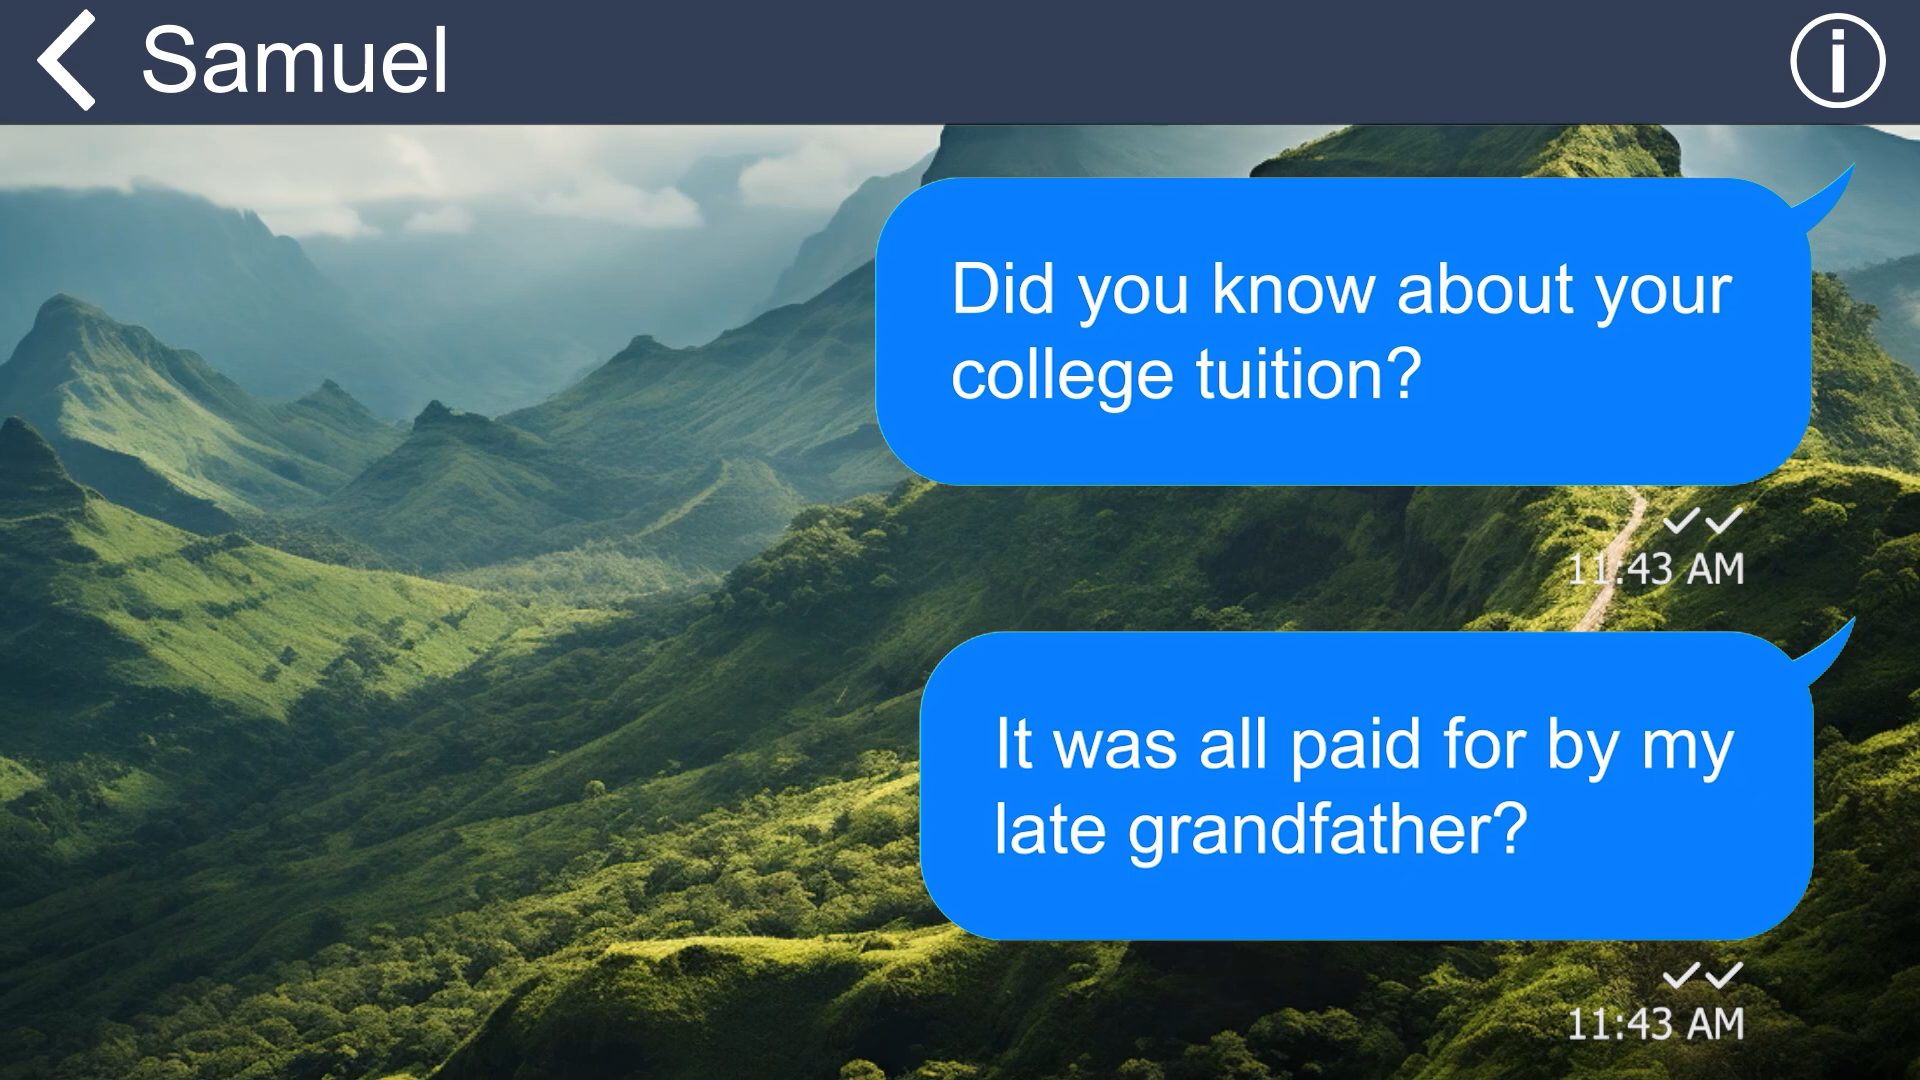 Samuel
Did you know about your
college tuition?
11:43 AM
It was all paid for by my
late grandfather?
11:43 AM